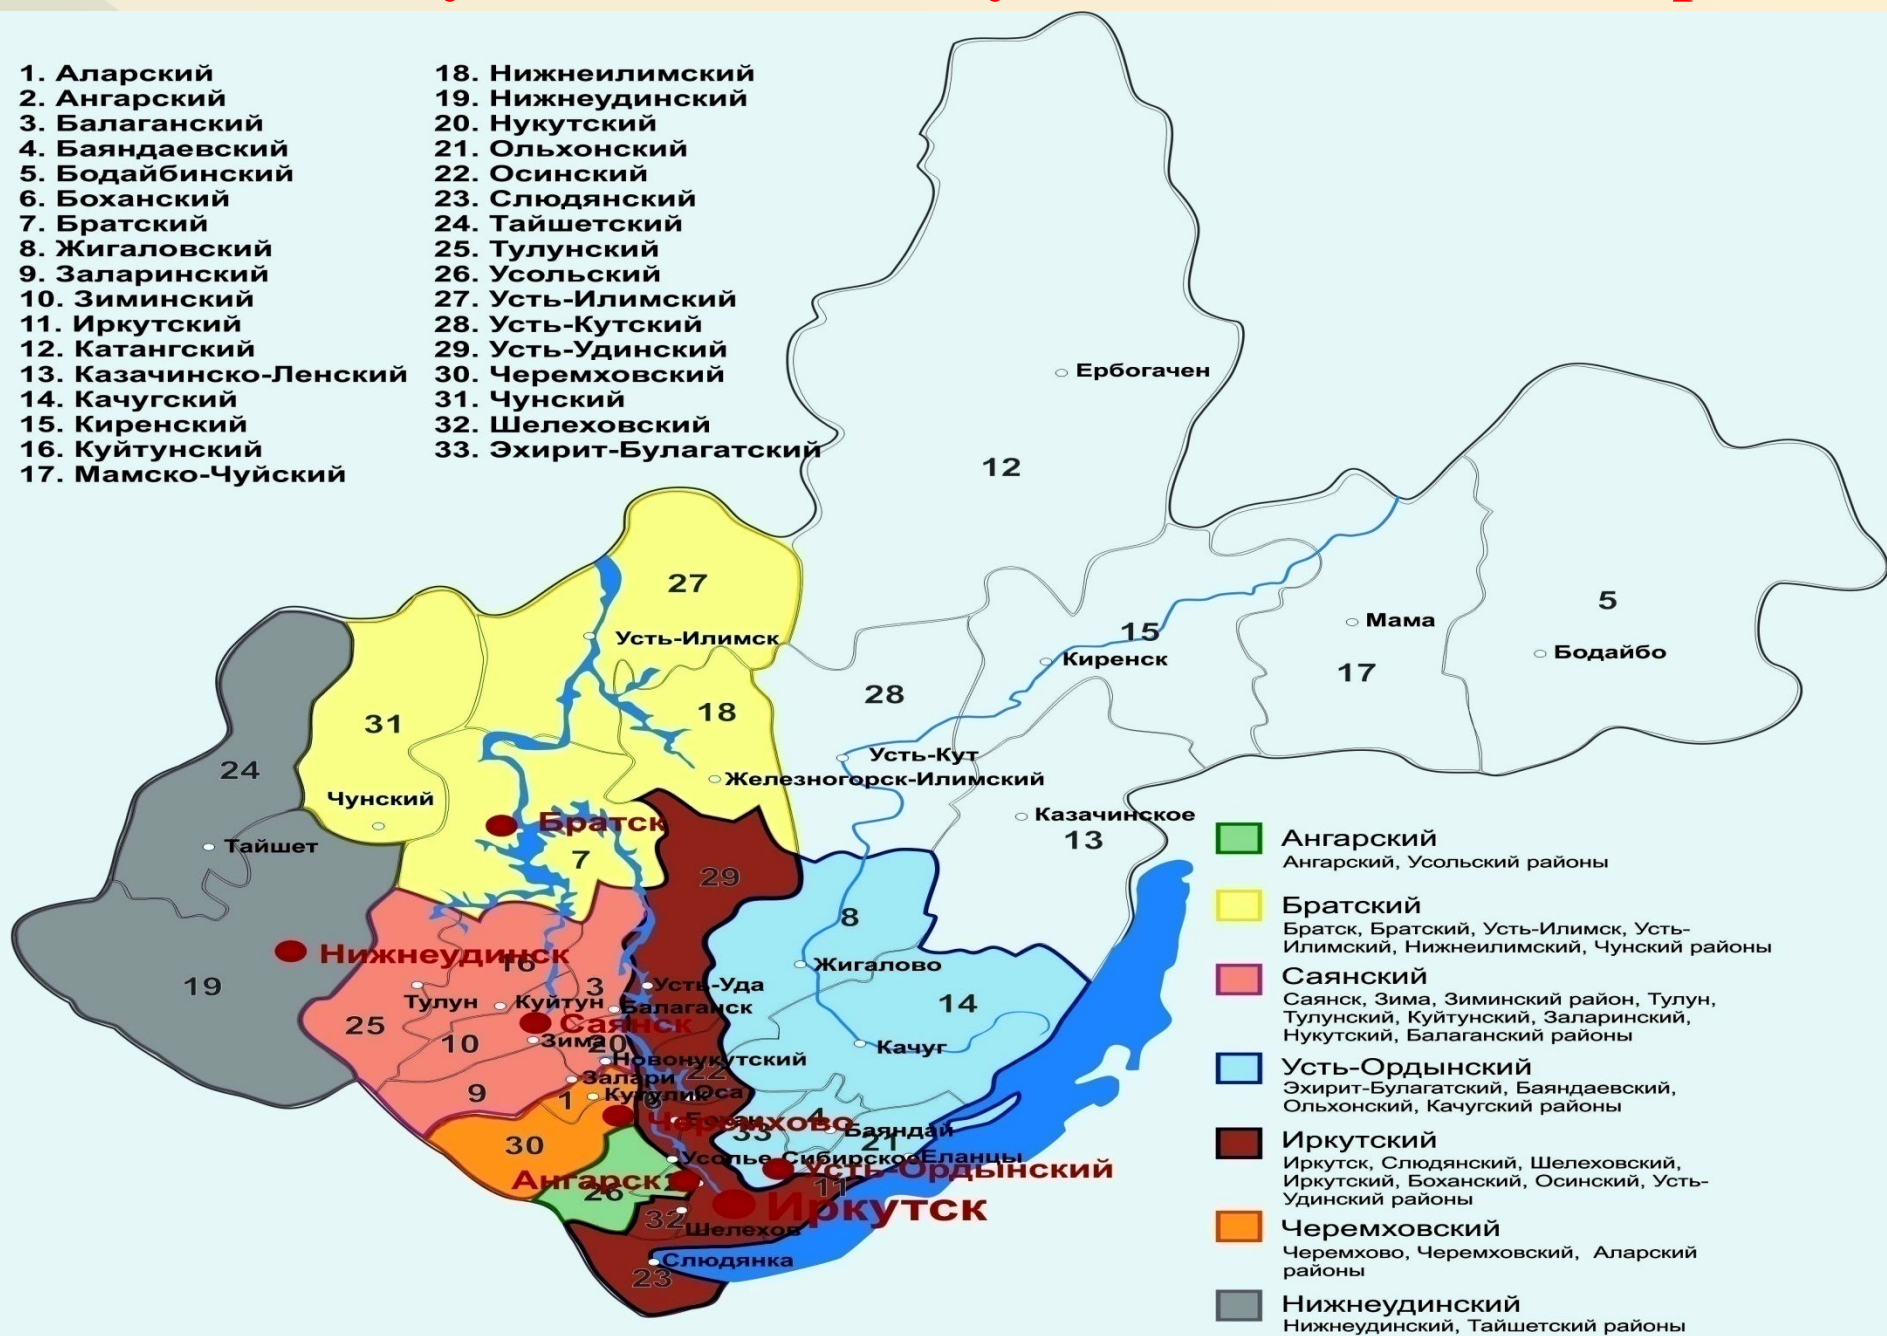 1. Аларский
2. Ангарский
3. Балаганский
4. Баяндаевский
5. Бодайбинский
6. Боханский
7. Братский
8. Жигаловский
9. Заларинский
10. Зиминский
11. Иркутский
12. Катангский
13. Казачинско-Ленский
14. Качугский
15. Киренский
16. Куйтунский
17. Мамско-Чуйский
18. Нижнеилимский
19. Нижнеудинский
20. Нукутский
21. Ольхонский
22. Осинский
23. Слюдянский
24. Тайшетский
25. Тулунский
26. Усольский
27. Усть-Илимский
28. Усть-Кутский
29. Усть-Удинский
30. Черемховский
31. Чунский
32. Шелеховский
33. Эхирит-Булагатский
Ербогачен
12
27
5
Усть-Илимск
15
Мама
Киренск
Бодайбо
17
28
18
31
Усть-Кут
24
Железногорск-Илимский
Чунский
Казачинское
Братск
13
Тайшет
7
29
8
Нижнеудинск
16
Жигалово
19
3
Усть-Уда
Тулун
Куйтун
Балаганск
14
25
Саянск
10
Зима
20
Качуг
Новонукутский
22
Залари
9
1
Кутулик
Оса
Черемхово
4
33
Баяндай
30
21
Усолье-Сибирское
Еланцы
Усть-Ордынский
Ангарск
26
11
Иркутск
32
Шелехов
Слюдянка
23
Ангарский
Ангарский, Усольский районы
Братский
Братск, Братский, Усть-Илимск, Усть-
Илимский, Нижнеилимский, Чунский районы
Саянский
Саянск, Зима, Зиминский район, Тулун,
Тулунский, Куйтунский, Заларинский,
Нукутский, Балаганский районы
Усть-Ордынский
Эхирит-Булагатский, Баяндаевский,
Ольхонский, Качугский районы
Иркутский
Иркутск, Слюдянский, Шелеховский,
Иркутский, Боханский, Осинский, Усть-
Удинский районы
Черемховский
Черемхово, Черемховский, Аларский
районы
Нижнеудинский
Нижнеудинский, Тайшетский районы